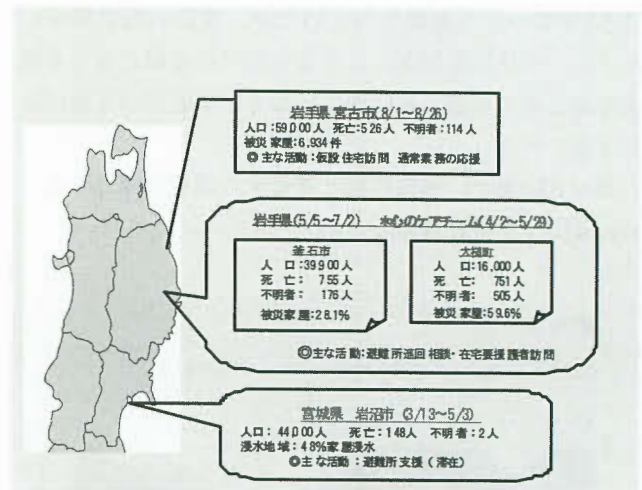 岩手県 宮古市(8/1~8/26)
人口:59,000人 死亡:526人 不明者:114人
被災家屋:6,934件
◎主な活動:仮設住宅訪問 通常業務の応援
岩手県(5/5~7/2) *心のケアチーム(4/2~5/29)
釜石市
人 口:39,900人
死 亡: 755人
不明者: 176人
被災家屋:28.1%
大槌町
人 口:16,000人
死 亡: 751人
不明者: 505人
被災家屋:59.6%
◎主な活動:避難所巡回相談・在宅要援護者訪問
宮城県 岩沼市 (3/13~5/3)
人口: 44,000人 死亡:148人 不明者:2人
浸水地域:48%家屋浸水
◎主な活動:避難所支援(滞在)